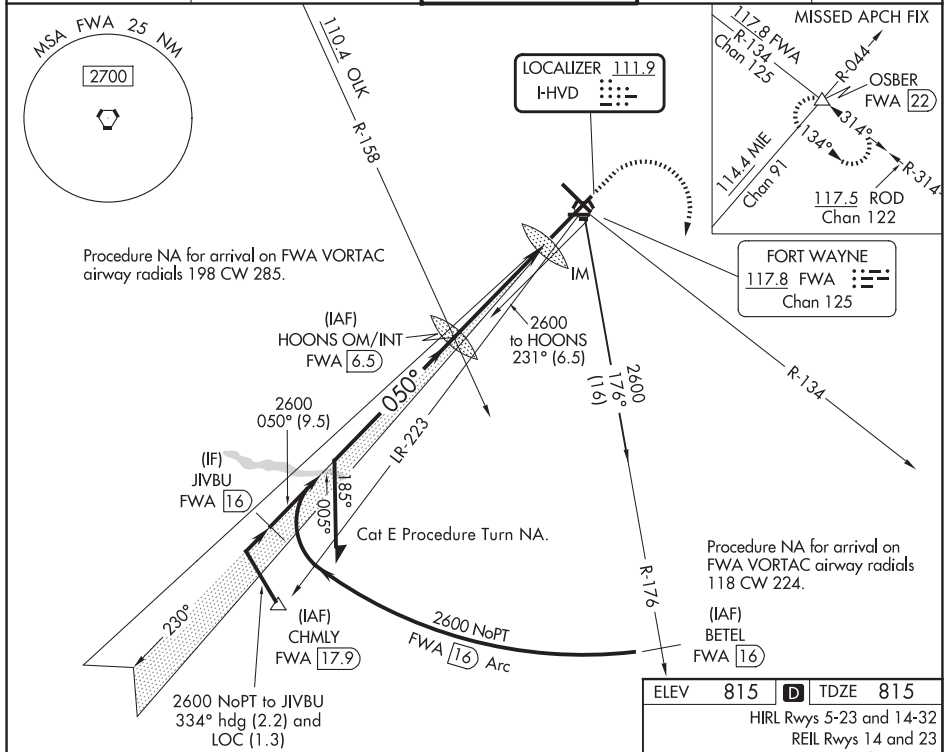 MSA FWA 25 NM
2700
110.4 OLK
R-158
LOCALIZER 111.9
I-HVD
117.8 FWA
R-134
Chan 125
MISSED APCH FIX
R-044
OSBER
FWA 22
314°
134°
R-314
114.4 MIE
Chan 91
117.5 ROD
Chan 122
Procedure NA for arrival on FWA VORTAC
airway radials 198 CW 285.
IM
FORT WAYNE
117.8 FWA
Chan 125
(IAF)
HOONS OM/INT
FWA 6.5
2600
to HOONS
231° (6.5)
2600
176°
(16)
R-134
050°
2600
050° (9.5)
LR-223
(IF)
JIVBU
FWA 16
185°
005°
Cat E Procedure Turn NA.
R-176
Procedure NA for arrival on
FWA VORTAC airway radials
118 CW 224.
230°
(IAF)
CHMLY
FWA 17.9
2600 NoPT
FWA 16 Arc
(IAF)
BETEL
FWA 16
2600 NoPT to JIVBU
334° hdg (2.2) and
LOC (1.3)
ELEV 815 D TDZE 815
HIRL Rwys 5-23 and 14-32
REIL Rwys 14 and 23